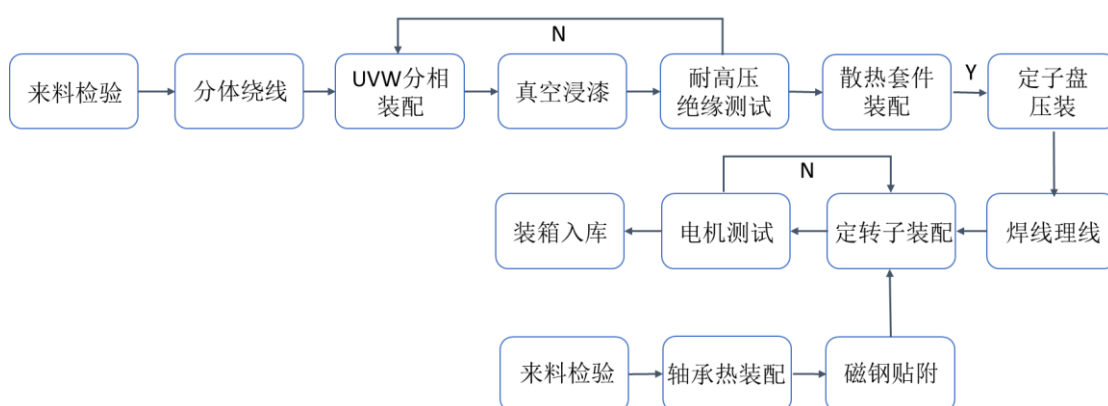 N
来料检验
分体绕线
UVW分相
装配
真空浸漆
耐高压
绝缘测试
散热套件
装配
Y
定子盘
压装
N
装箱入库
电机测试
定转子装配
焊线理线
来料检验
轴承热装配
磁钢贴附